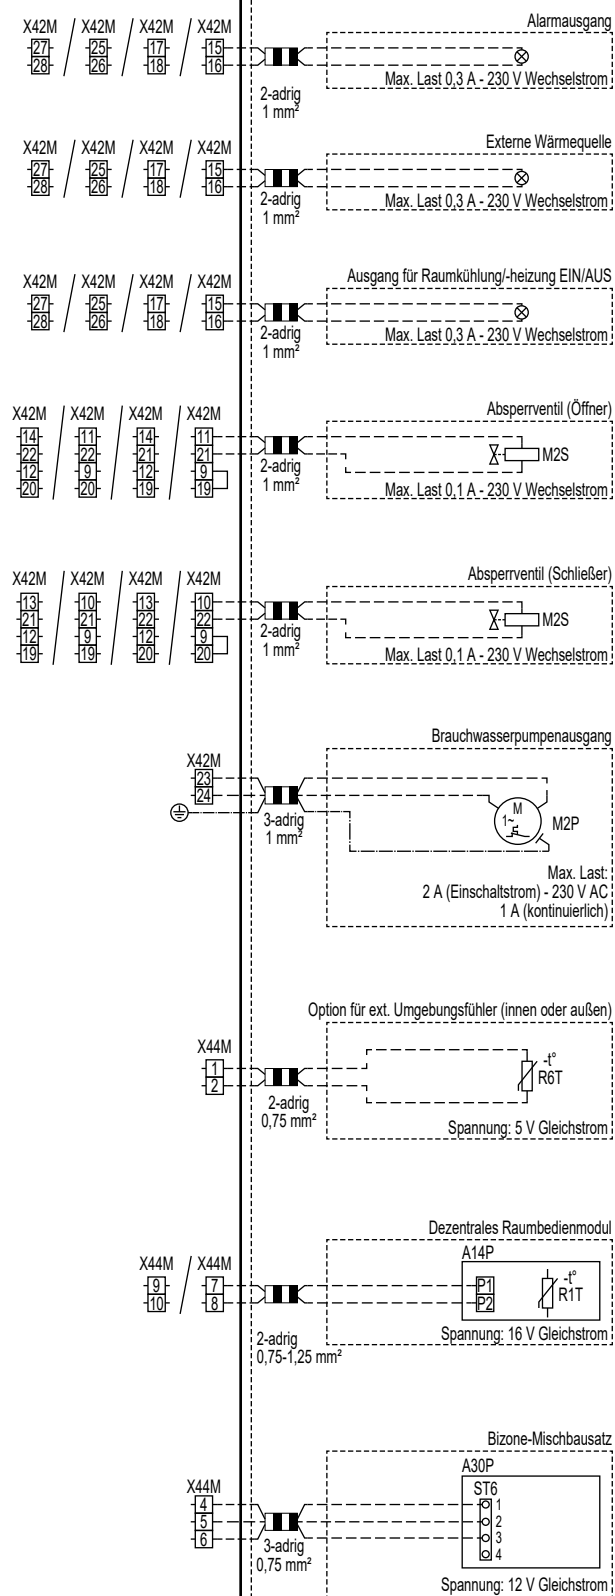 Alarmausgang
X42M X42M X42M X42M
27 25 17 15
28 26 18 16
2-adrig
1 mm²
Max. Last 0,3 A - 230 V Wechselstrom
Externe Wärmequelle
X42M X42M X42M X42M
27 25 17 15
28 26 18 16
2-adrig
1 mm²
Max. Last 0,3 A - 230 V Wechselstrom
Ausgang für Raumkühlung/-heizung EIN/AUS
X42M X42M X42M X42M
27 25 17 15
28 26 18 16
2-adrig
1 mm²
Max. Last 0,3 A - 230 V Wechselstrom
Absperrventil (Öffner)
X42M X42M X42M X42M
14 11 14 11
22 22 21 21
12 9 12 9
20 20 19 19
2-adrig
1 mm²
M2S
Max. Last 0,1 A - 230 V Wechselstrom
Absperrventil (Schließer)
X42M X42M X42M X42M
13 10 13 10
21 21 22 22
12 9 12 9
19 19 20 20
2-adrig
1 mm²
M2S
Max. Last 0,1 A - 230 V Wechselstrom
Brauchwasserpumpenausgang
X42M
23
24
3-adrig
1 mm²
M
1~
M2P
Max. Last:
2 A (Einschaltstrom) - 230 V AC
1 A (kontinuierlich)
Option für ext. Umgebungsfühler (innen oder außen)
X44M
1
2
2-adrig
0,75 mm²
-t°
R6T
Spannung: 5 V Gleichstrom
Dezentrales Raumbedienmodul
X44M X44M
9 7
10 8
2-adrig
0,75-1,25 mm²
A14P
P1
P2
-t°
R1T
Spannung: 16 V Gleichstrom
Bizone-Mischbausatz
X44M
4
5
6
3-adrig
0,75 mm²
A30P
ST6
1
2
3
4
Spannung: 12 V Gleichstrom